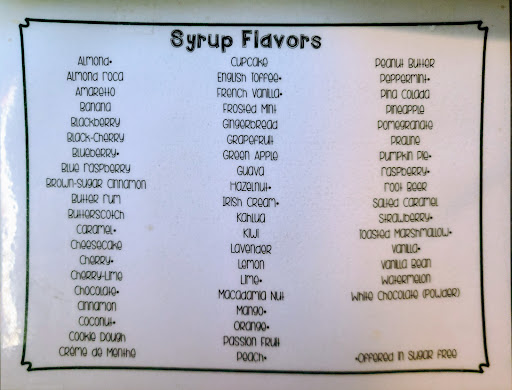 Syrup Flavors
Almond•
Almond Roca
Amaretto
Banana
Blackberry
Black-Cherry
Blueberry•
Blue Raspberry
Brown-Sugar Cinnamon
Butter Rum
Butterscotch
Caramel•
Cheesecake
Cherry•
Cherry-Lime
Chocolate•
Cinnamon
Coconut•
Cookie Dough
Créme de Menthe
Cupcake
English Toffee•
French Vanilla•
Frosted Mint
Gingerbread
Grapefruit
Green Apple
Guava
Hazelnut•
Irish Cream•
Kahlua
Kiwi
Lavender
Lemon
Lime•
Macadamia Nut
Mango•
Orange•
Passion Fruit
Peach•
Peanut Butter
Peppermint•
Pina Colada
Pineapple
Pomegranate
Praline
Pumpkin Pie•
Raspberry•
Root Beer
Salted Caramel
Strawberry•
Toasted Marshmallow•
Vanilla•
Vanilla Bean
Watermelon
White Chocolate (Powder)
•Offered in Sugar Free